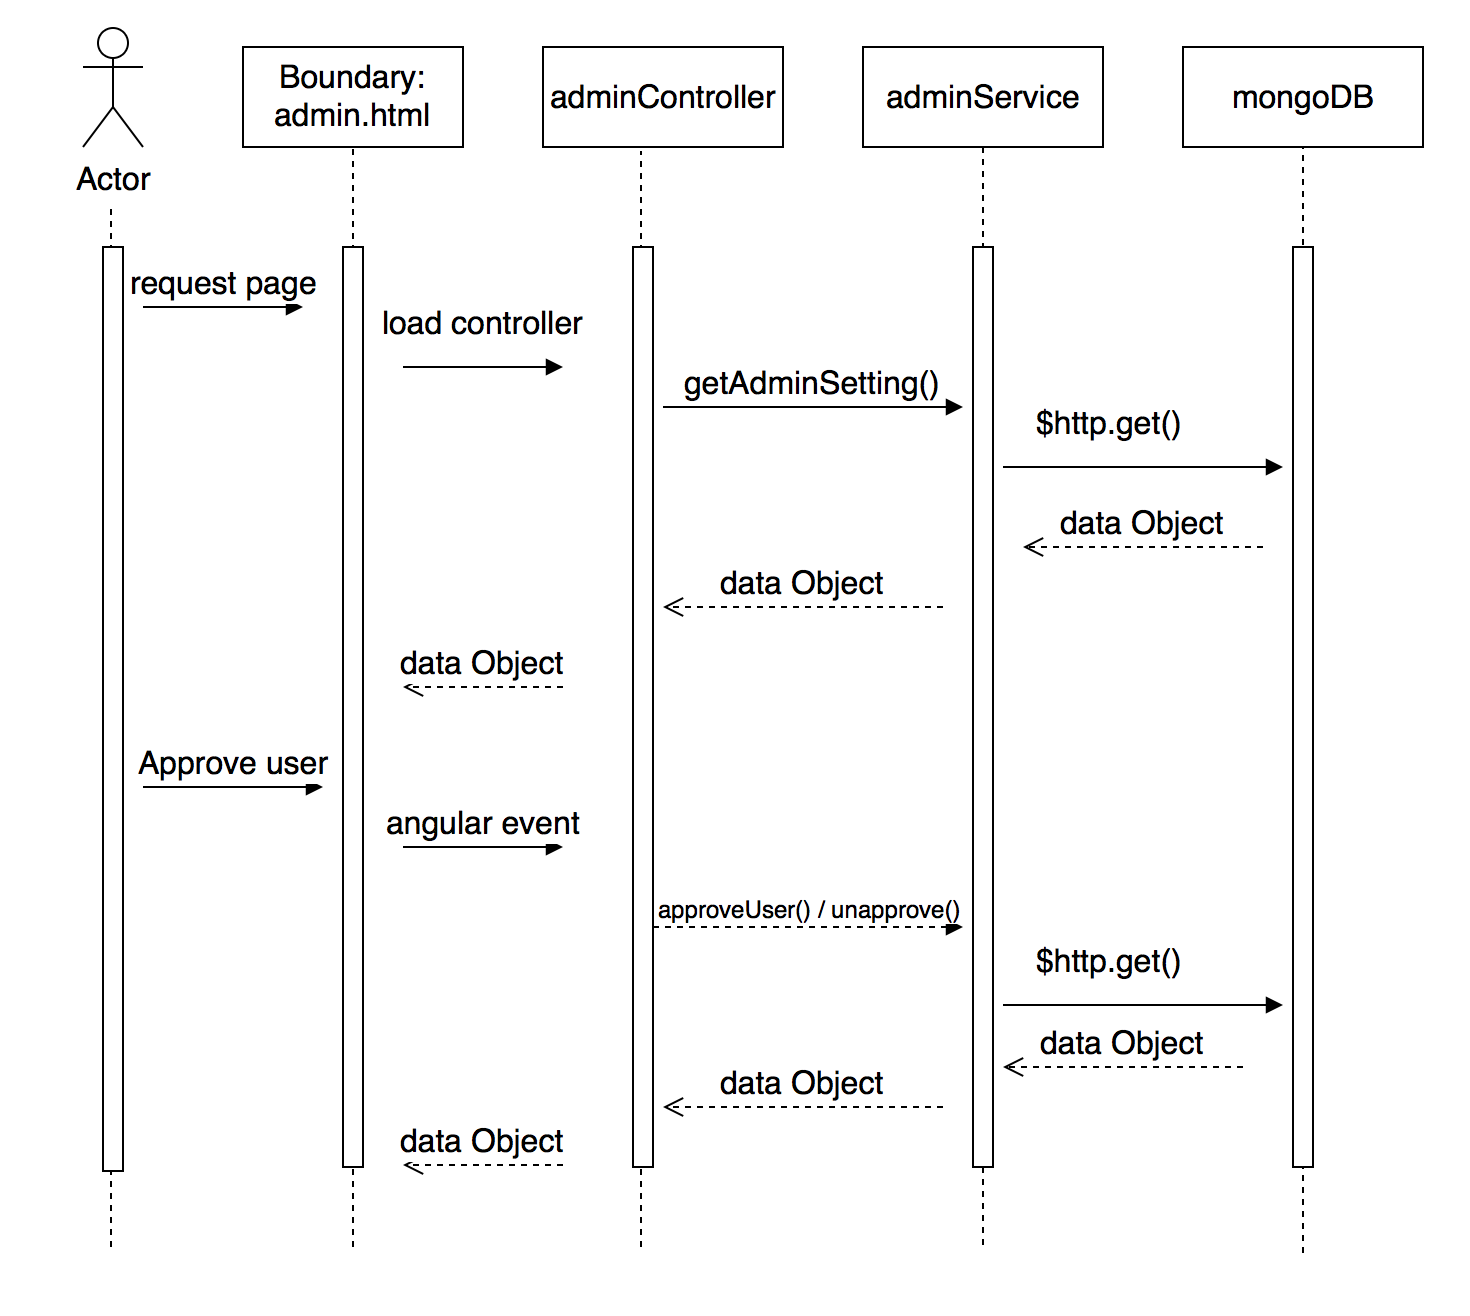 Boundary:
admin.html
adminController
adminService
mongoDB
Actor
request page
load controller
getAdminSetting()
$http.get()
data Object
data Object
data Object
Approve user
angular event
approveUser() / unapprove()
$http.get()
data Object
data Object
data Object